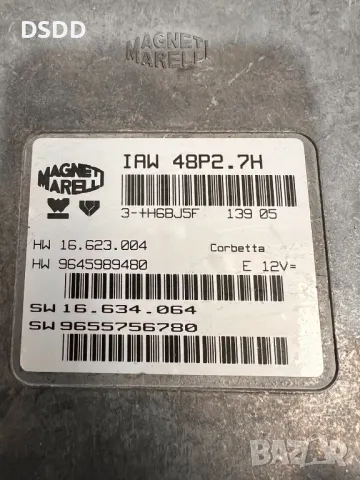 DSDD
MAGNETI
MARELLI
MAGNETI
MARELLI
IAW 48P2.7H
3-+H6BJ5F 139 05
HW 16.623.004 Corbetta
HW 9645989480 E 12V=
SW 16.634.064
SW 9655756780
BAZAR